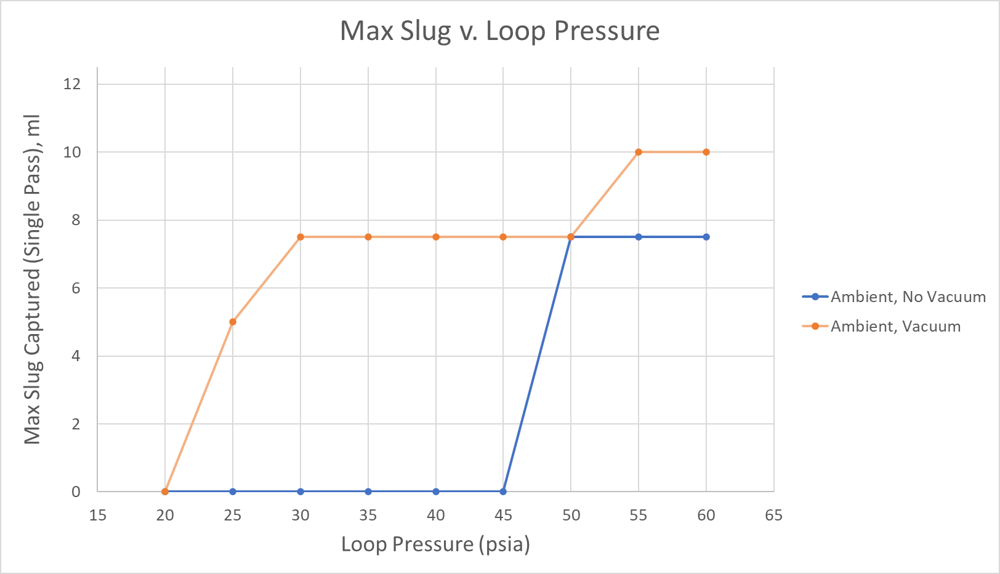 Max Slug v. Loop Pressure
Max Slug Captured (Single Pass), ml
12
10
8
6
4
2
0
15 20 25 30 35 40 45 50 55 60 65
Loop Pressure (psia)
Ambient, No Vacuum
Ambient, Vacuum